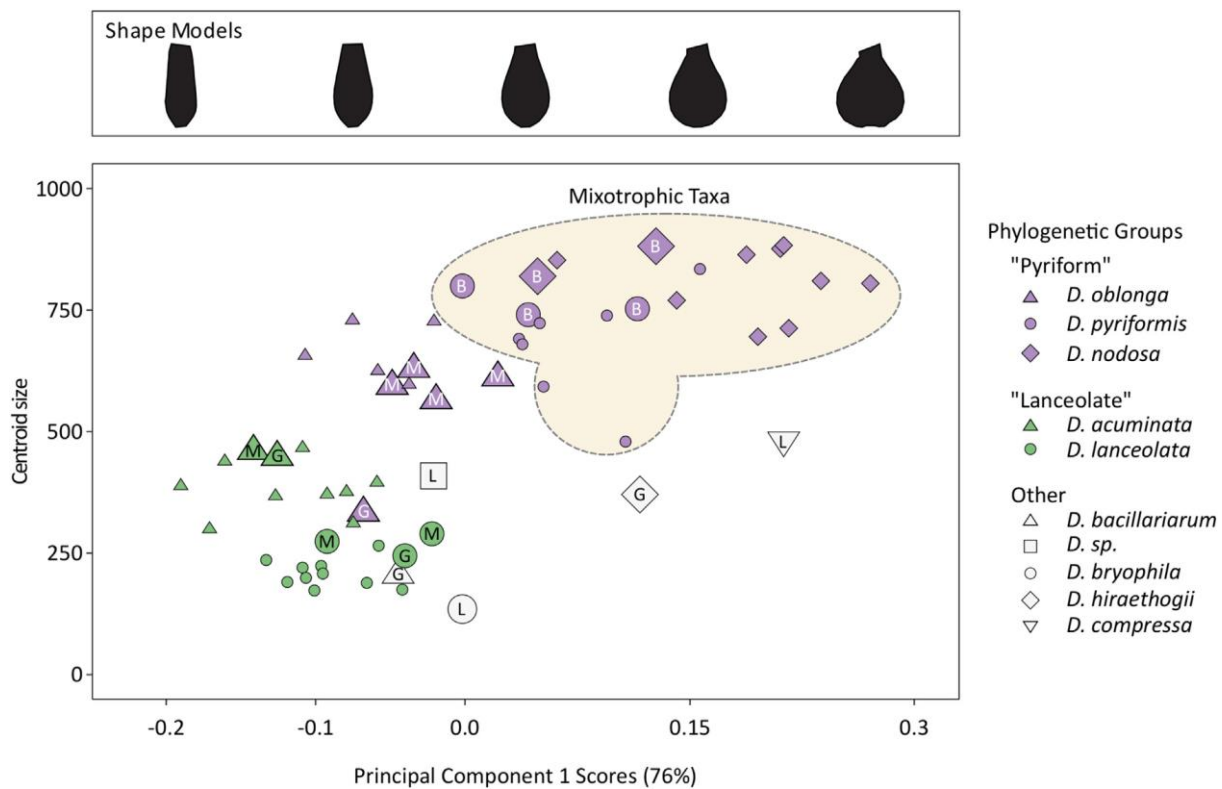 Shape Models
Mixotrophic Taxa
Centroid size
1000
750
500
250
0
-0.2
-0.1
0.0
0.15
0.3
Principal Component 1 Scores (76%)
B
B
B
B
B
M
M
M
M
M
G
L
L
G
G
M
M
G
G
L
Phylogenetic Groups
"Pyriform"
D. oblonga
D. pyriformis
D. nodosa
"Lanceolate"
D. acuminata
D. lanceolata
Other
D. bacillariarum
D. sp.
D. bryophila
D. hiraethogii
D. compressa